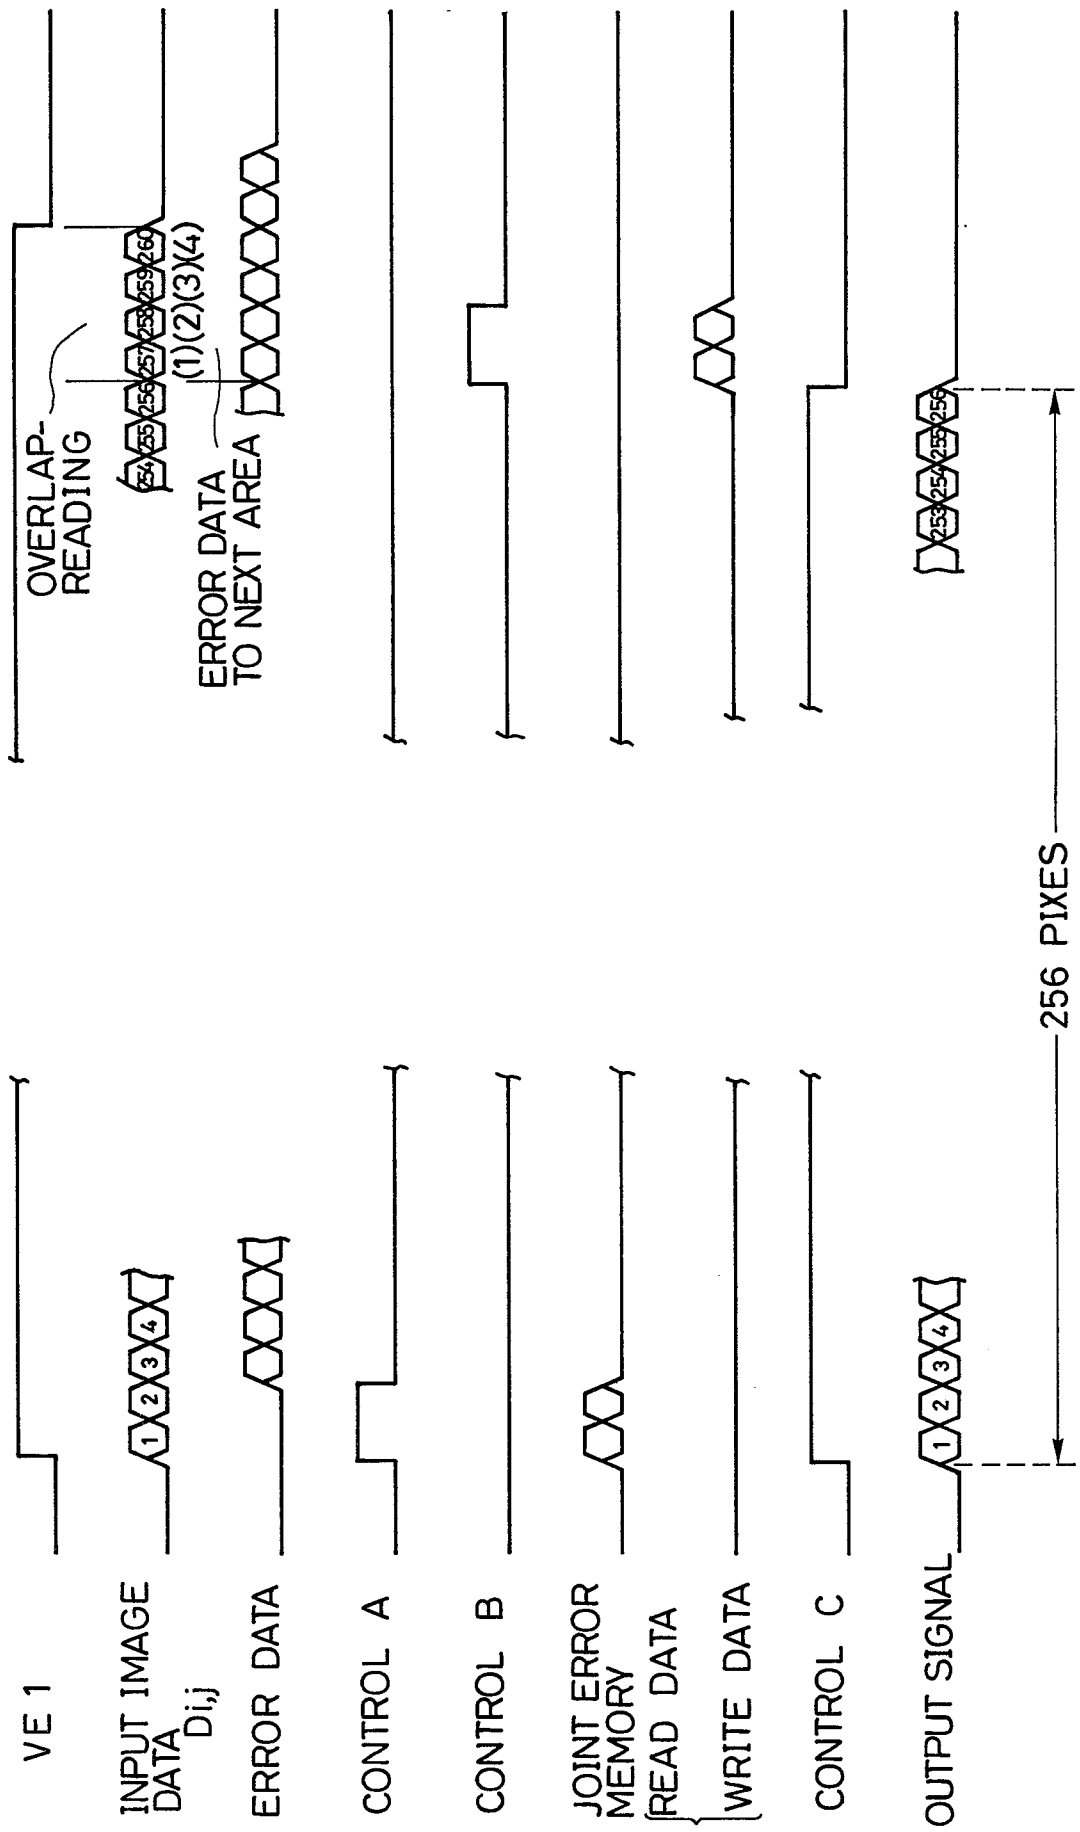 VE 1
OVERLAP-
READING
INPUT IMAGE
DATA
Di,j
1 2 3 4
254 255 256 257 258 259 260
(1)(2)(3)(4)
ERROR DATA
TO NEXT AREA
ERROR DATA
CONTROL A
CONTROL B
JOINT ERROR
MEMORY
READ DATA
WRITE DATA
CONTROL C
OUTPUT SIGNAL
1 2 3 4
253 254 255 256
256 PIXES